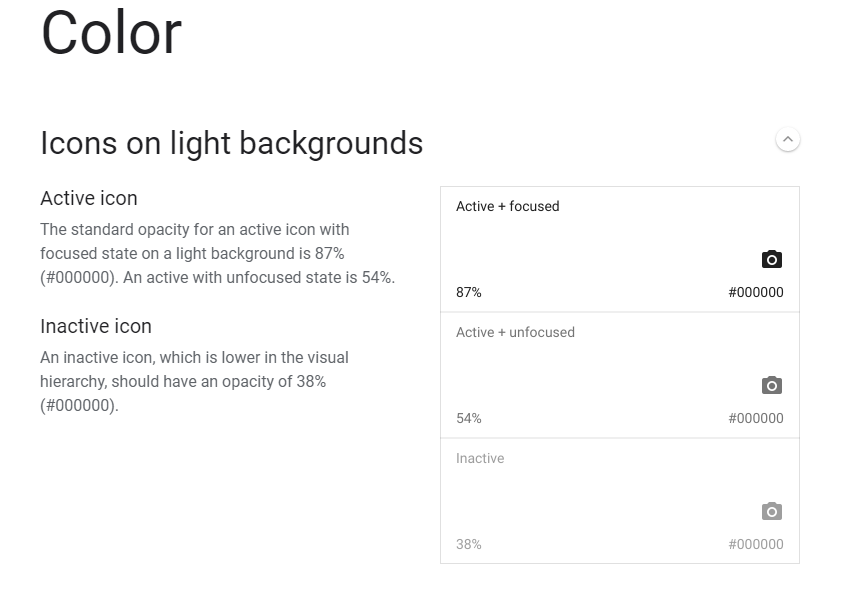 Color
Icons on light backgrounds
Active icon
The standard opacity for an active icon with
focused state on a light background is 87%
(#000000). An active with unfocused state is 54%.
Inactive icon
An inactive icon, which is lower in the visual
hierarchy, should have an opacity of 38%
(#000000).
Active + focused
87% #000000
Active + unfocused
54% #000000
Inactive
38% #000000